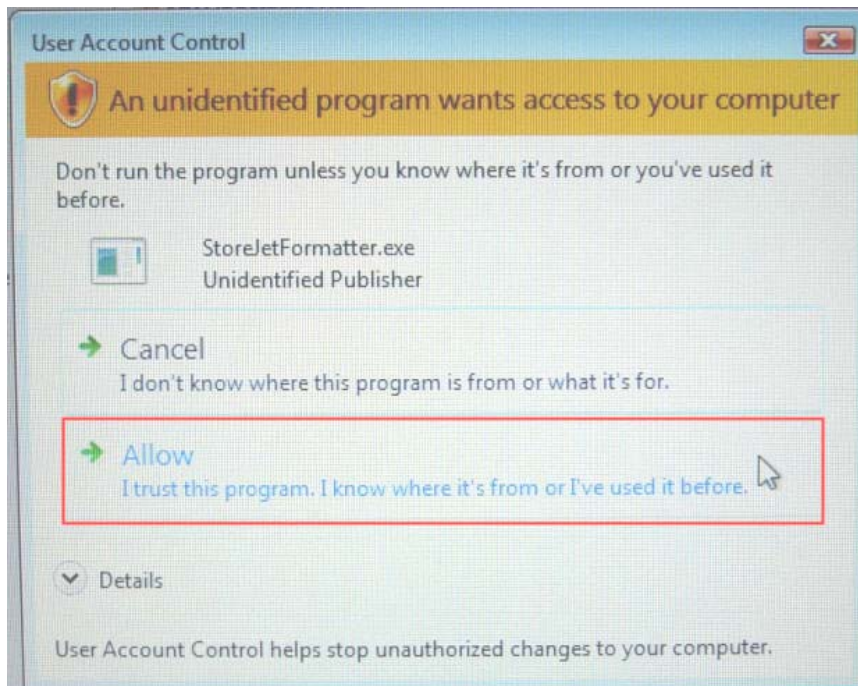 User Account Control
An unidentified program wants access to your computer
Don't run the program unless you know where it's from or you've used it
before.
StoreJetFormatter.exe
Unidentified Publisher
Cancel
I don't know where this program is from or what it's for.
Allow
I trust this program. I know where it's from or I've used it before.
Details
User Account Control helps stop unauthorized changes to your computer.